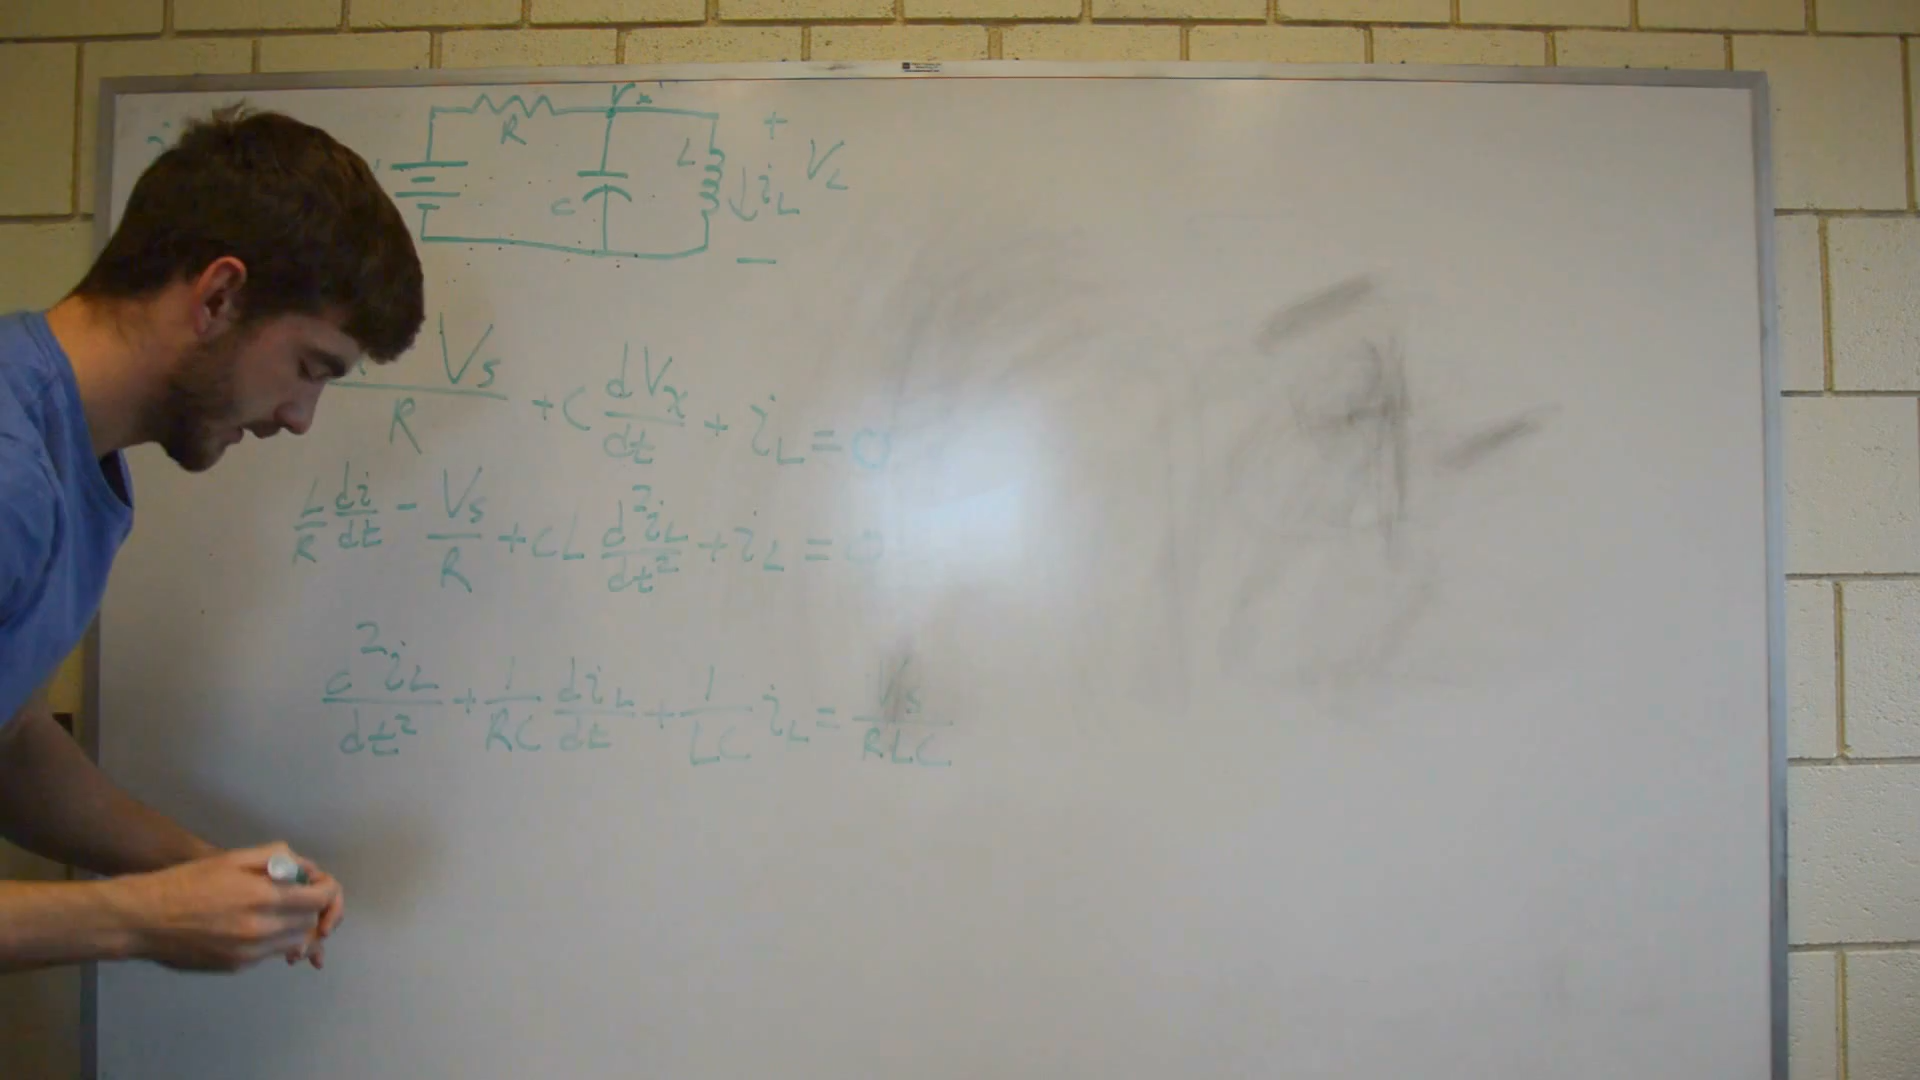 R
Vx
L
C
+
VL
↓iL
−
Vs
R
+C dVx/dt + iL = 0
L/R di/dt - Vs/R + CL d²iL/dt² + iL = 0
d²iL/dt² + 1/RC diL/dt + 1/LC iL = Vs/RLC